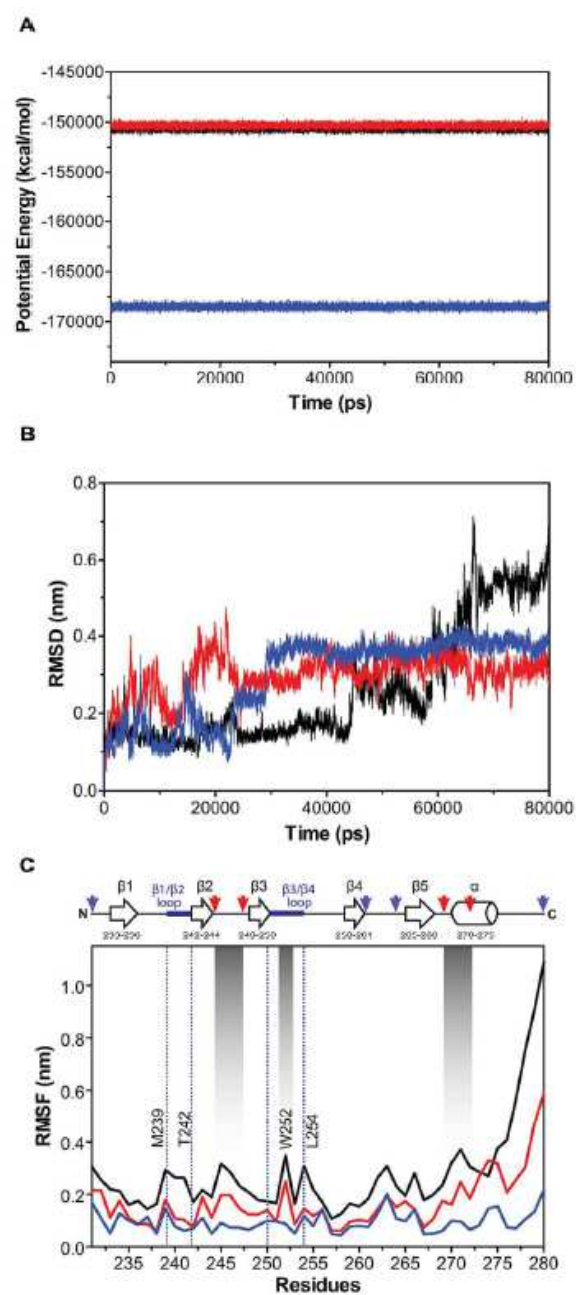 A
-145000
-150000
-155000
-160000
-165000
-170000
Potential Energy (kcal/mol)
0 20000 40000 60000 80000
Time (ps)
B
0.8
0.6
0.4
0.2
0.0
RMSD (nm)
0 20000 40000 60000 80000
Time (ps)
C
β1 β1/β2 loop β2 β3 β3/β4 loop β4 β5 α
N C
1.0
0.8
0.6
0.4
0.2
0.0
RMSF (nm)
M239 T242 W252 L254
235 240 245 250 255 260 265 270 275 280
Residues